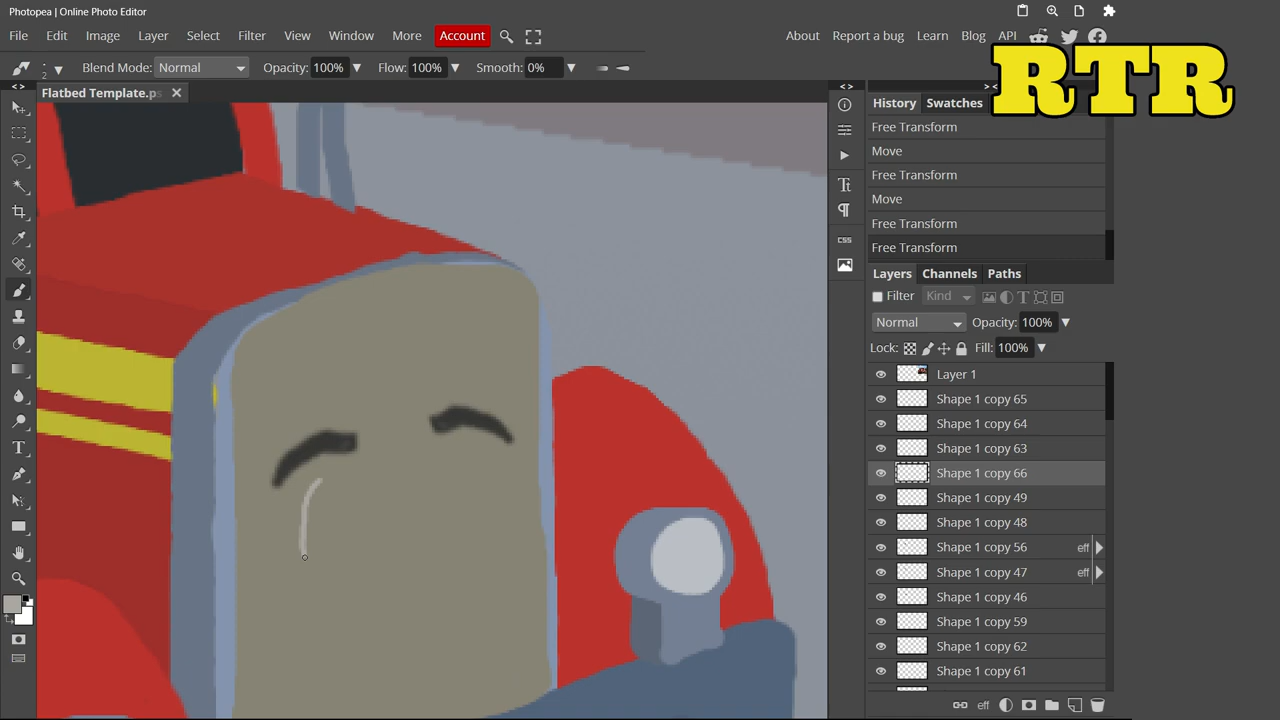 Photopea | Online Photo Editor
File Edit Image Layer Select Filter View Window More Account About Report a bug Learn Blog API
RTR
2 Blend Mode: Normal Opacity: 100% Flow: 100% Smooth: 0%
Flatbed Template.ps
History Swatches
Free Transform
Move
Free Transform
Move
Free Transform
Free Transform
CSS
Layers Channels Paths
Filter Kind
Normal Opacity: 100%
Lock: Fill: 100%
Layer 1
Shape 1 copy 65
Shape 1 copy 64
Shape 1 copy 63
Shape 1 copy 66
Shape 1 copy 49
Shape 1 copy 48
Shape 1 copy 56 eff
Shape 1 copy 47 eff
Shape 1 copy 46
Shape 1 copy 59
Shape 1 copy 62
Shape 1 copy 61
eff